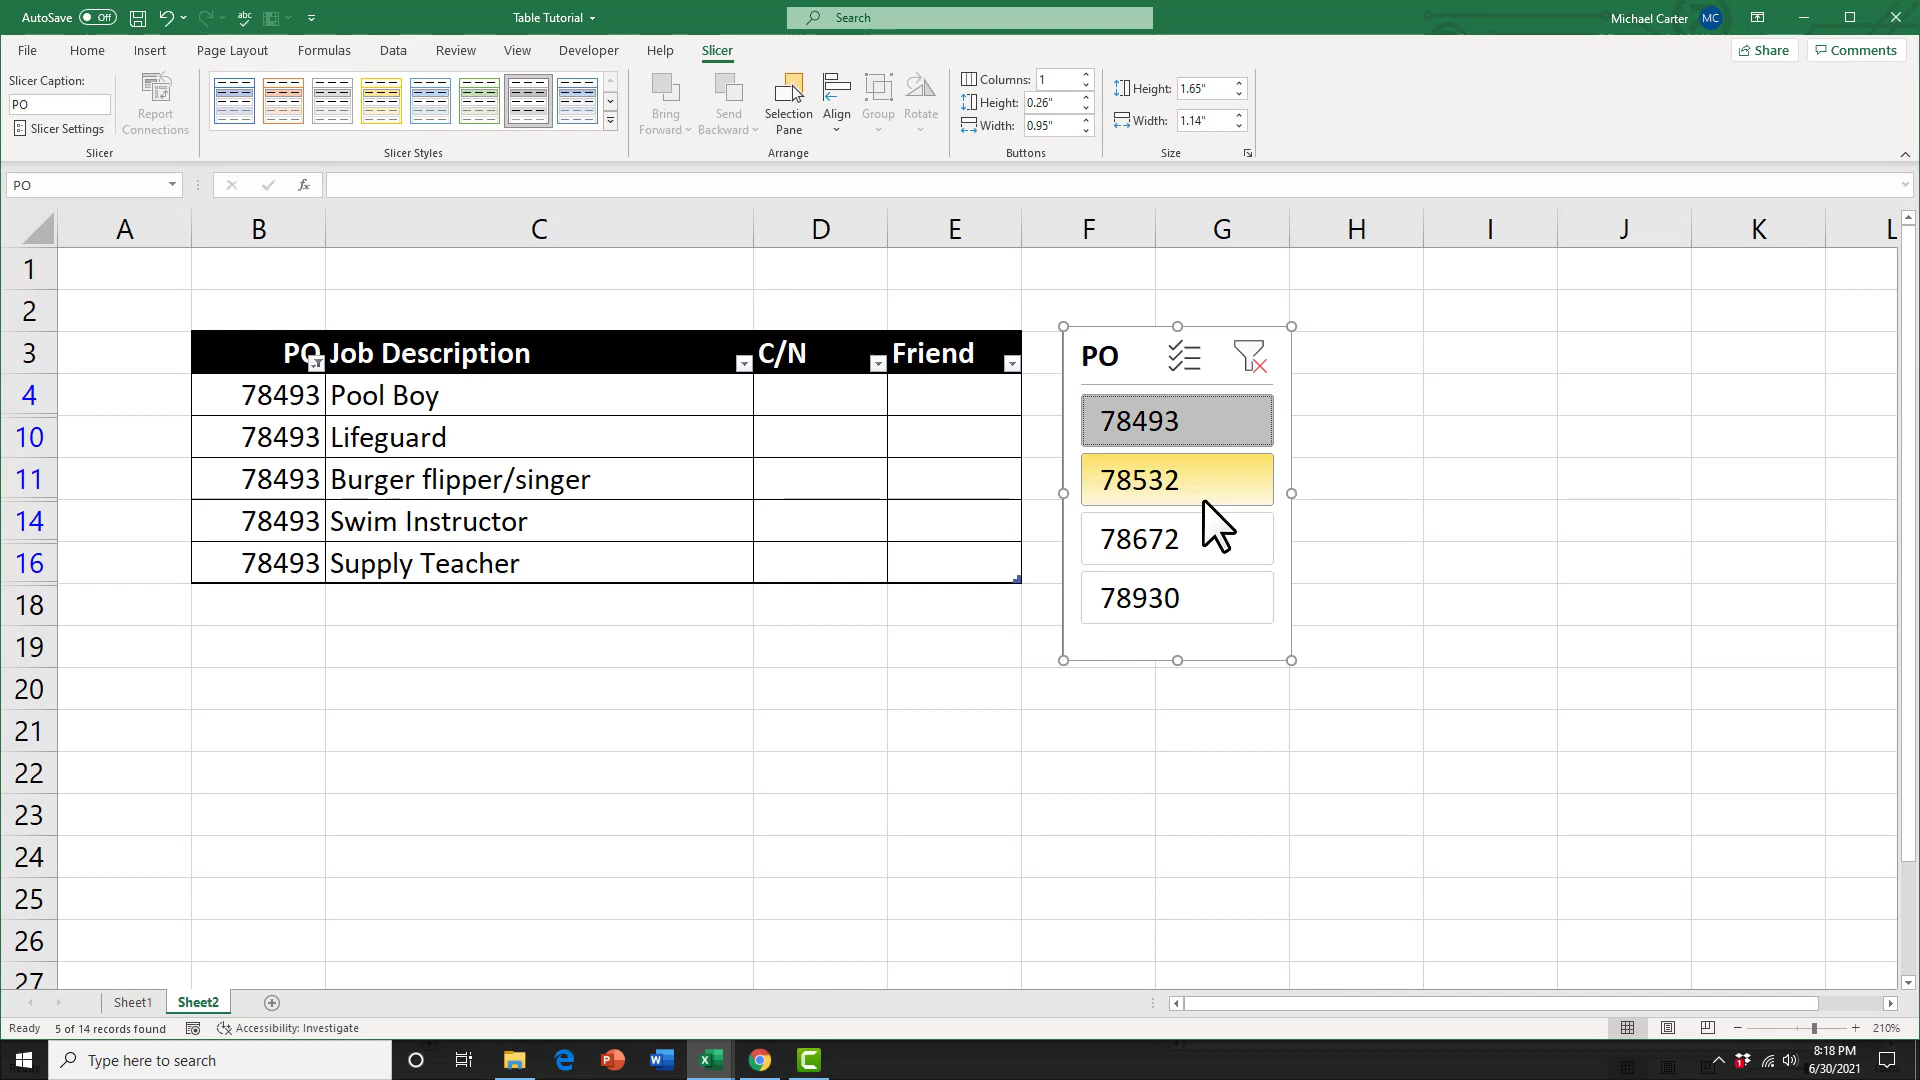 AutoSave Off
abc
Table Tutorial
Search
Michael Carter MC
File Home Insert Page Layout Formulas Data Review View Developer Help Slicer
Share Comments
Slicer Caption:
PO
Slicer Settings
Report Connections
Slicer
Slicer Styles
Bring Forward
Send Backward
Selection Pane
Align
Group
Rotate
Arrange
Columns: 1
Height: 0.26"
Width: 0.95"
Buttons
Height: 1.65"
Width: 1.14"
Size
PO fx
A B C D E F G H I J K L
1
2
3 PO Job Description C/N Friend
4 78493 Pool Boy
10 78493 Lifeguard
11 78493 Burger flipper/singer
14 78493 Swim Instructor
16 78493 Supply Teacher
18
19
20
21
22
23
24
25
26
27
PO
78493
78532
78672
78930
Sheet1 Sheet2
Ready 5 of 14 records found Accessibility: Investigate 210%
Type here to search
8:18 PM
6/30/2021